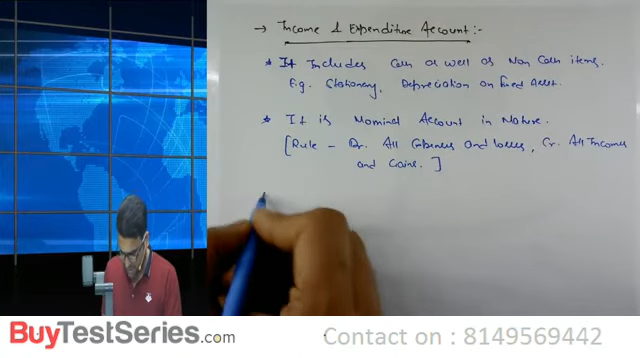 → Income & Expenditure Account :-
* It Includes Cash as well as Non Cash items.
E.g. Stationery, Depreciation on fixed Asset.
* It is Nominal Account in Nature.
[Rule - Dr. All Expenses and losses, Cr. All Incomes
and Gains. ]
BuyTestSeries.com
Contact on : 8149569442